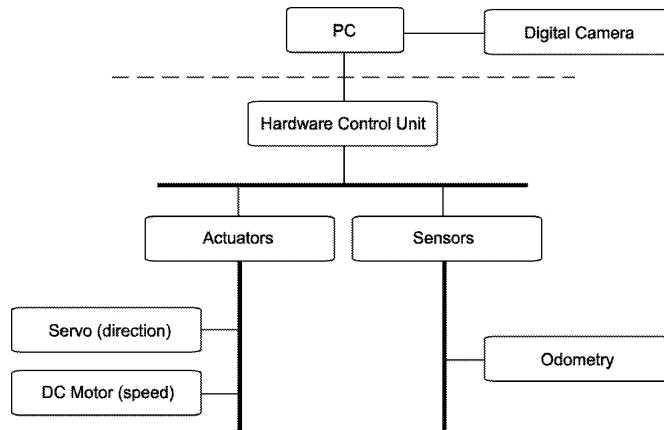 PC
Digital Camera
Hardware Control Unit
Actuators
Sensors
Servo (direction)
Odometry
DC Motor (speed)